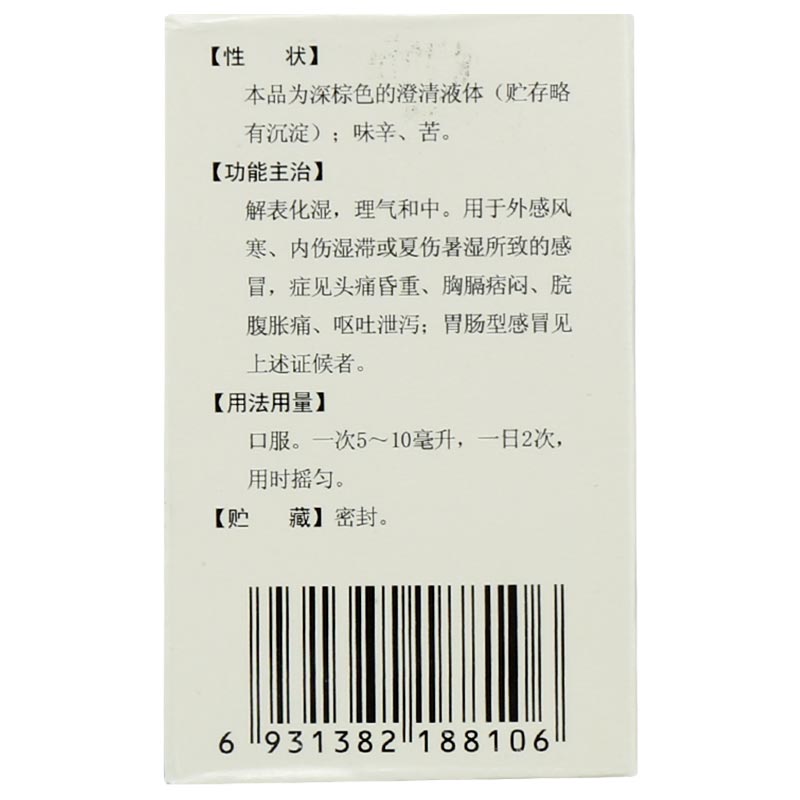 【性　状】
本品为深棕色的澄清液体（贮存略
有沉淀）；味辛、苦。
【功能主治】
解表化湿，理气和中。用于外感风
寒、内伤湿滞或夏伤暑湿所致的感
冒，症见头痛昏重、胸膈痞闷、脘
腹胀痛、呕吐泄泻；胃肠型感冒见
上述证候者。
【用法用量】
口服。一次5～10毫升，一日2次，
用时摇匀。
【贮　藏】密封。
6 931382 188106